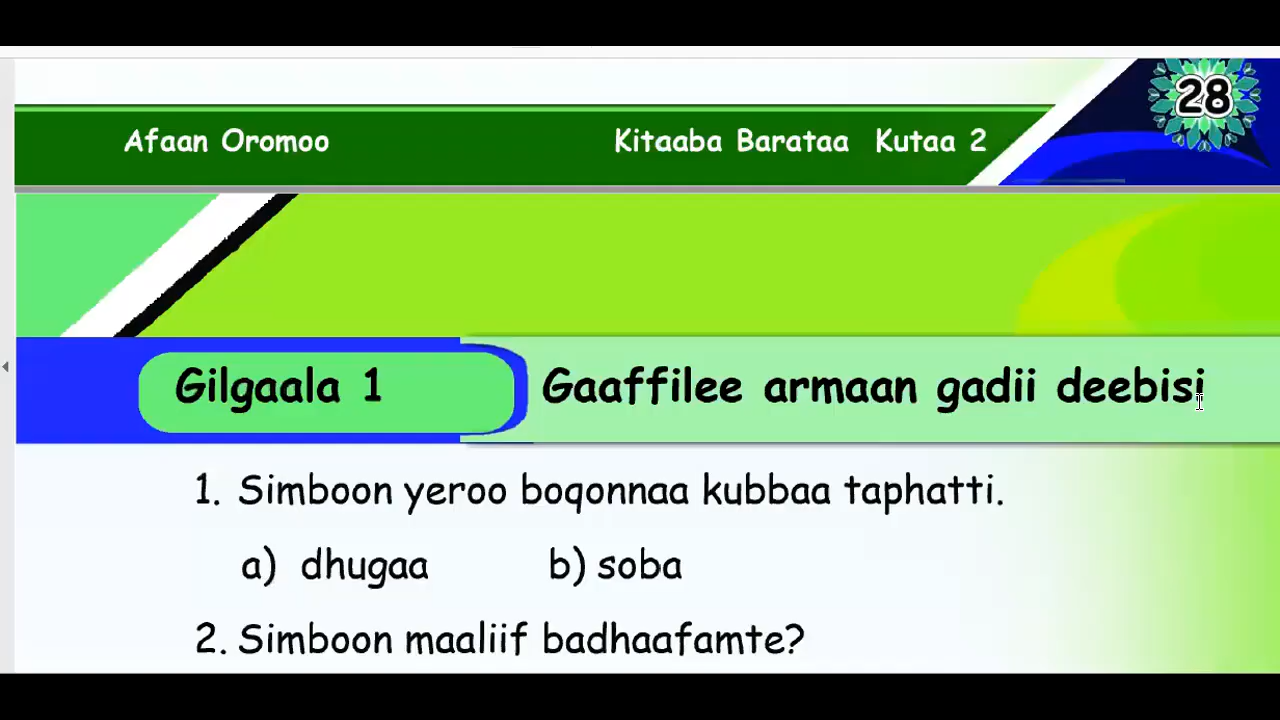 28
Afaan Oromoo Kitaaba Barataa Kutaa 2
Gilgaala 1 Gaaffilee armaan gadii deebisi
1. Simboon yeroo boqonnaa kubbaa taphatti.
a) dhugaa b) soba
2. Simboon maaliif badhaafamte?